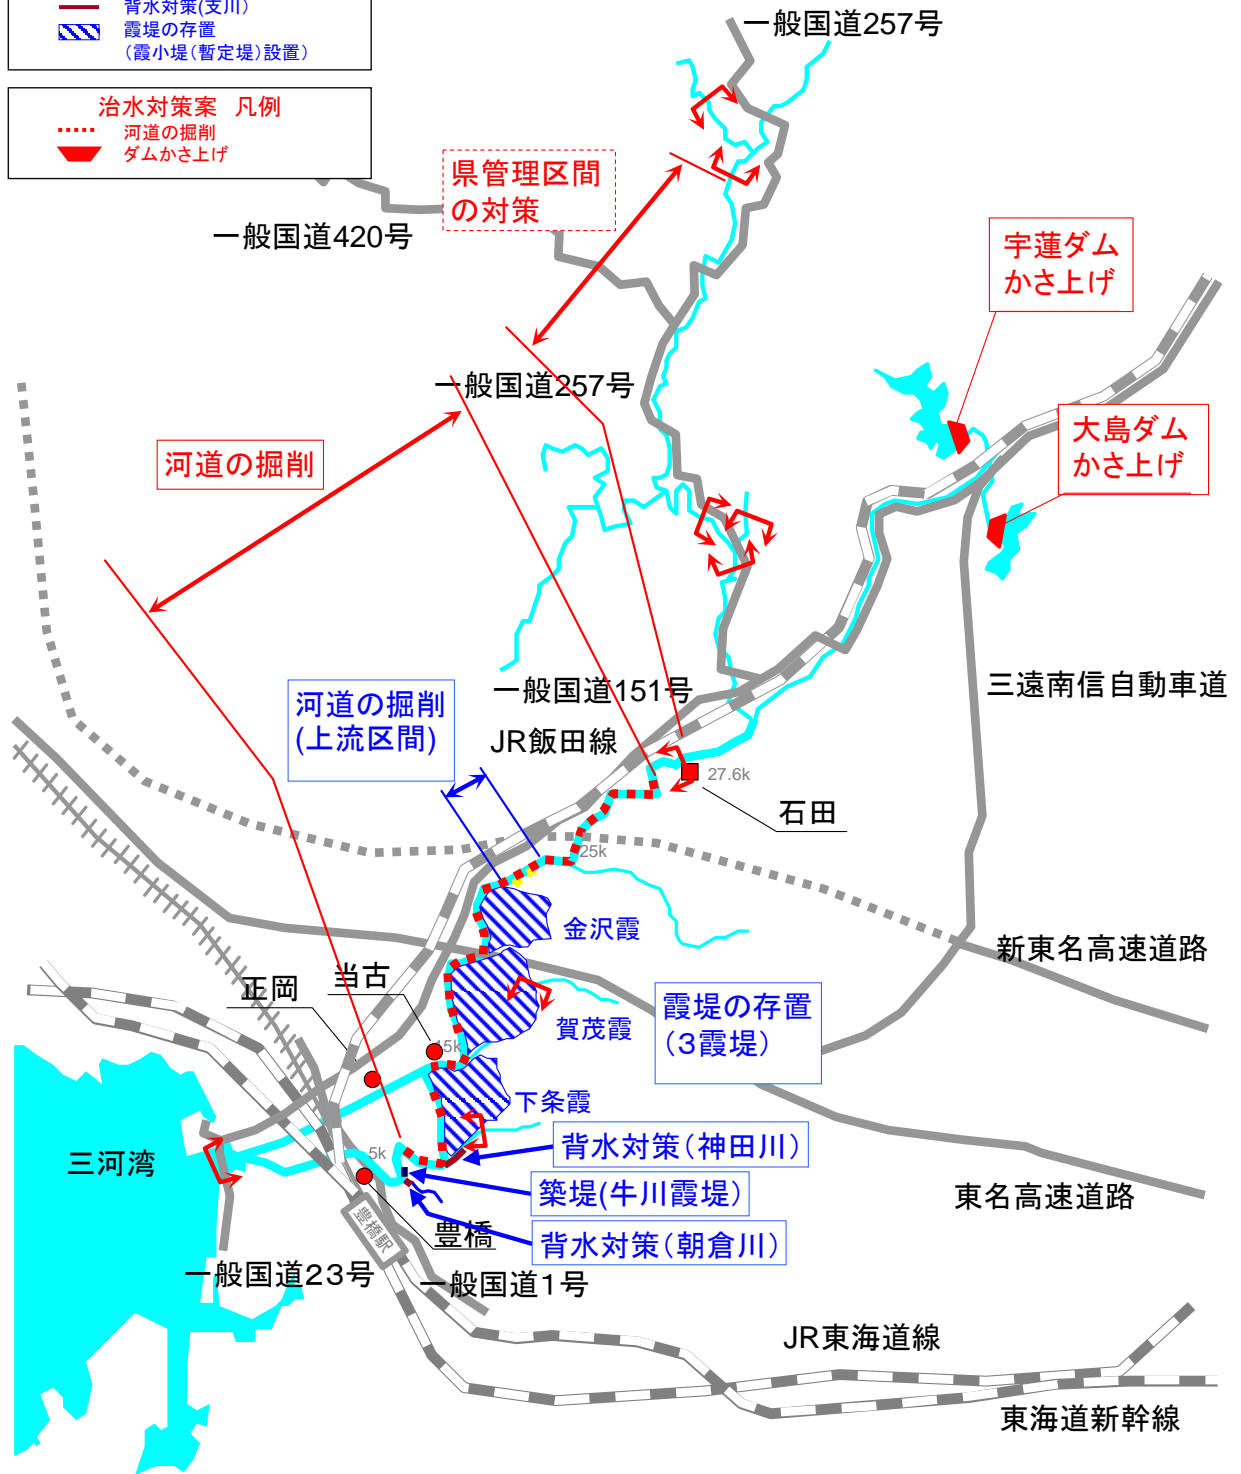 背水対策(支川)
霞堤の存置
(霞小堤(暫定堤)設置)
治水対策案 凡例
河道の掘削
ダムかさ上げ
一般国道257号
県管理区間
の対策
一般国道420号
宇蓮ダム
かさ上げ
一般国道257号
大島ダム
かさ上げ
河道の掘削
三遠南信自動車道
一般国道151号
河道の掘削
(上流区間)
JR飯田線
27.6k
石田
25k
金沢霞
新東名高速道路
当古
正岡
霞堤の存置
(3霞堤)
賀茂霞
15k
下条霞
背水対策(神田川)
5k
三河湾
築堤(牛川霞堤)
東名高速道路
豊橋
豊橋駅
背水対策(朝倉川)
一般国道23号
一般国道1号
JR東海道線
東海道新幹線